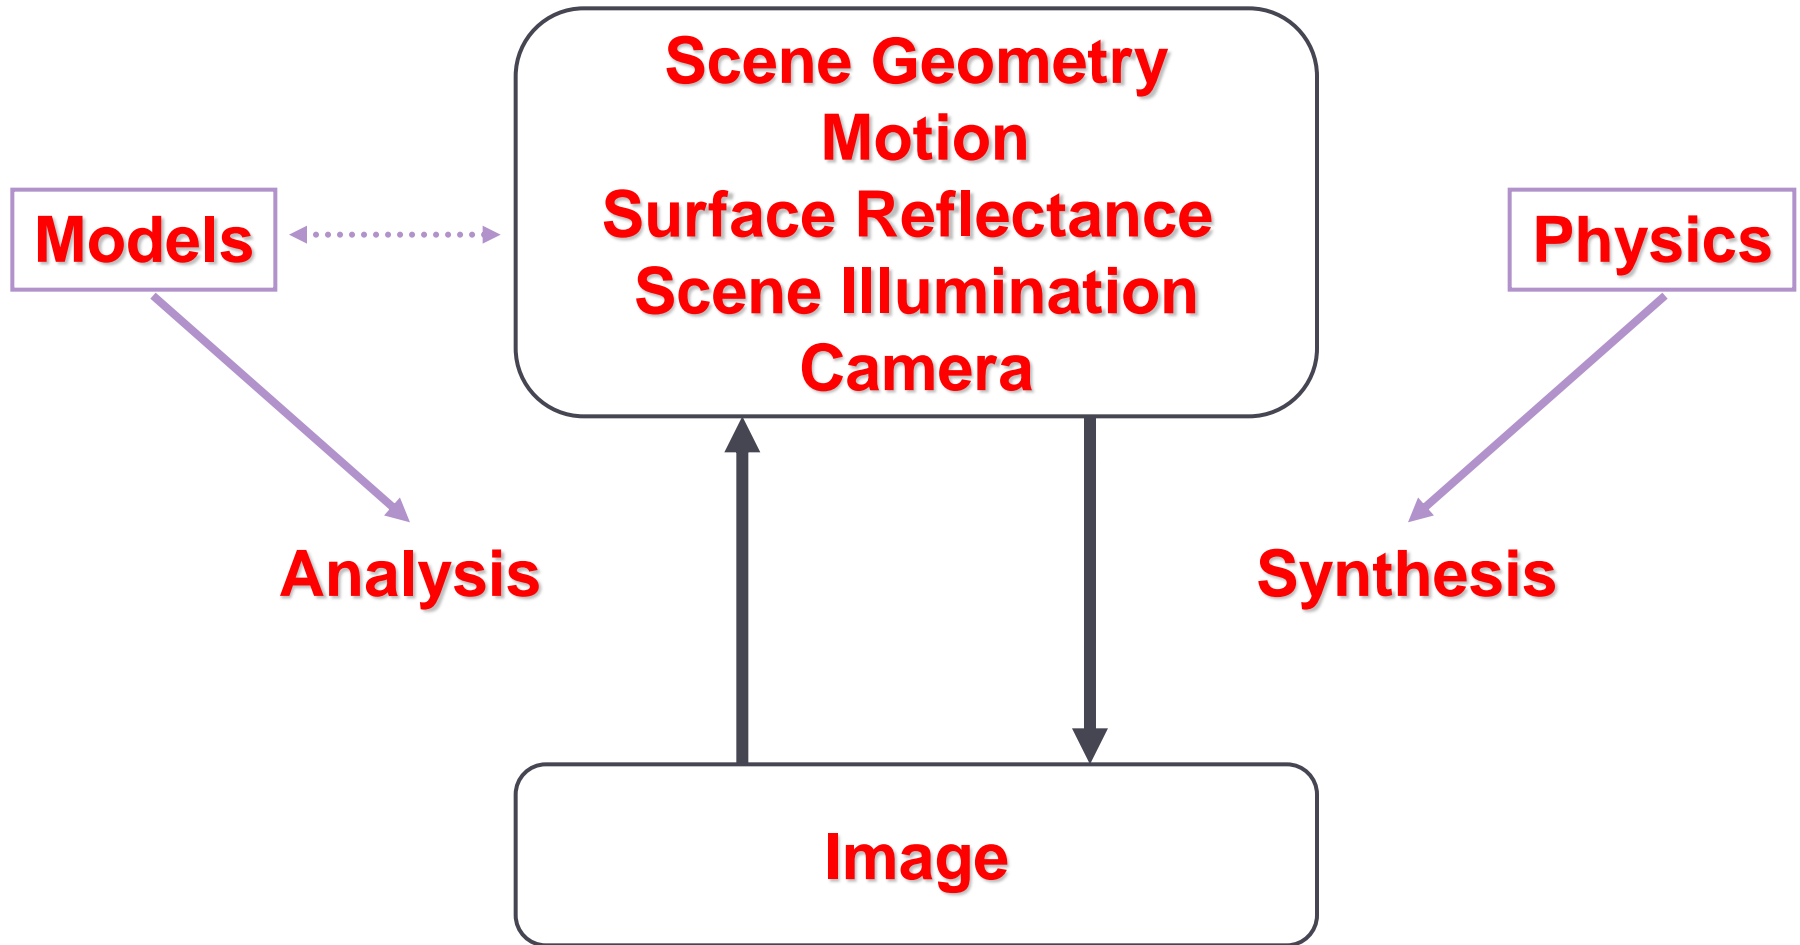 Scene Geometry
Motion
Surface Reflectance
Scene Illumination
Camera
Models
Physics
Analysis
Synthesis
Image